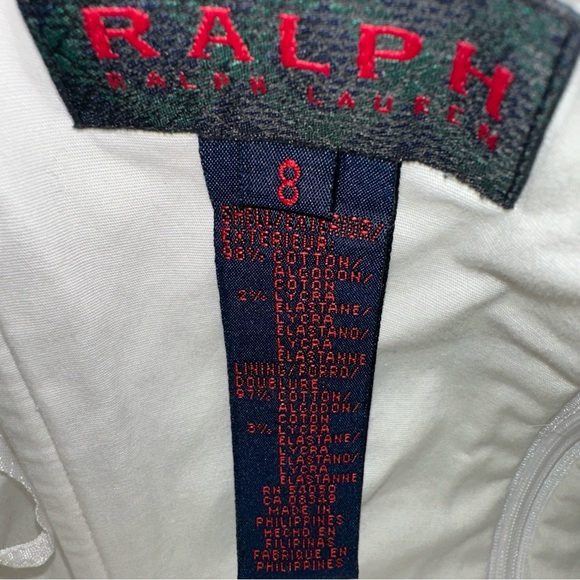 RALPH
RALPH LAUREN
8
SHELL/EXTERIOR/
EXTERIEUR:
98% COTTON/
ALGODON/
COTON
2% LYCRA
ELASTANE/
LYCRA
ELASTANO/
LYCRA
ELASTANNE
LINING/FORRO/
DOUBLURE:
97% COTTON/
ALGODON/
COTON
3% LYCRA
ELASTANE/
LYCRA
ELASTANO/
LYCRA
ELASTANNE
RN 54050
CA 08349
MADE IN
PHILIPPINES
HECHO EN
FILIPINAS
FABRIQUE EN
PHILIPPINES